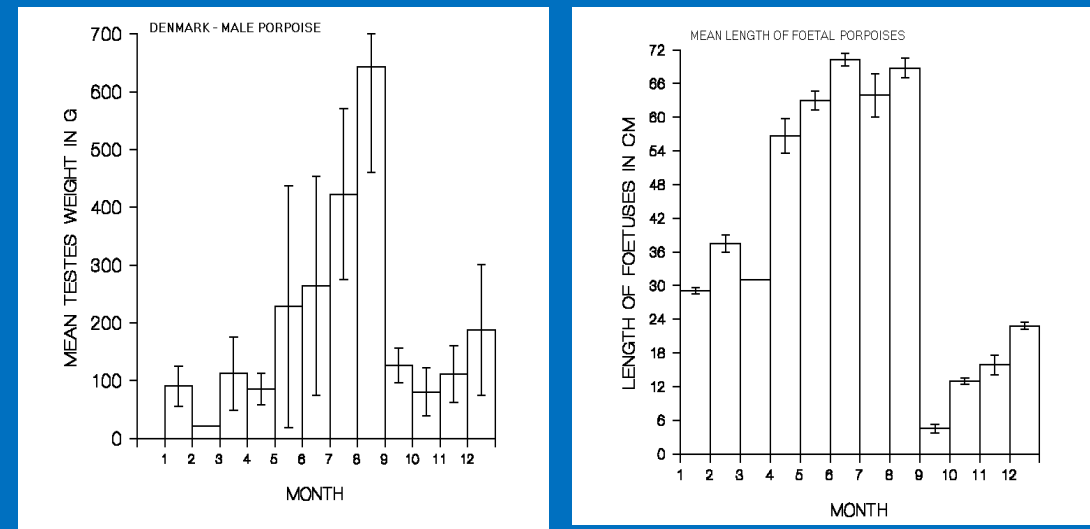 DENMARK - MALE PORPOISE
MEAN TESTES WEIGHT IN G
700
600
500
400
300
200
100
0
1 2 3 4 5 6 7 8 9 10 11 12
MONTH
MEAN LENGTH OF FOETAL PORPOISES
LENGTH OF FOETUSES IN CM
72
66
60
54
48
42
36
30
24
18
12
6
0
1 2 3 4 5 6 7 8 9 10 11 12
MONTH